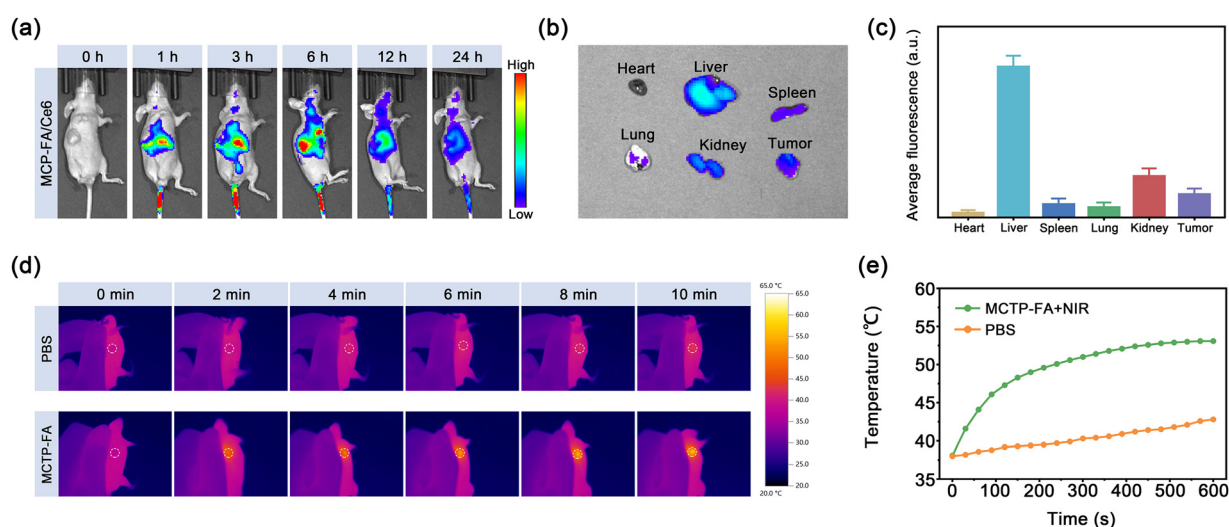 (a)
0 h 1 h 3 h 6 h 12 h 24 h
MCP-FA/Ce6
High
Low
(b)
Heart
Liver
Spleen
Lung
Kidney
Tumor
(c)
Average fluorescence (a.u.)
Heart Liver Spleen Lung Kidney Tumor
(d)
0 min 2 min 4 min 6 min 8 min 10 min
PBS
MCTP-FA
65.0 °C
65.0
60.0
55.0
50.0
45.0
40.0
35.0
30.0
25.0
20.0
20.0 °C
(e)
Temperature (℃)
60
55
50
45
40
35
MCTP-FA+NIR
PBS
0 100 200 300 400 500 600
Time (s)